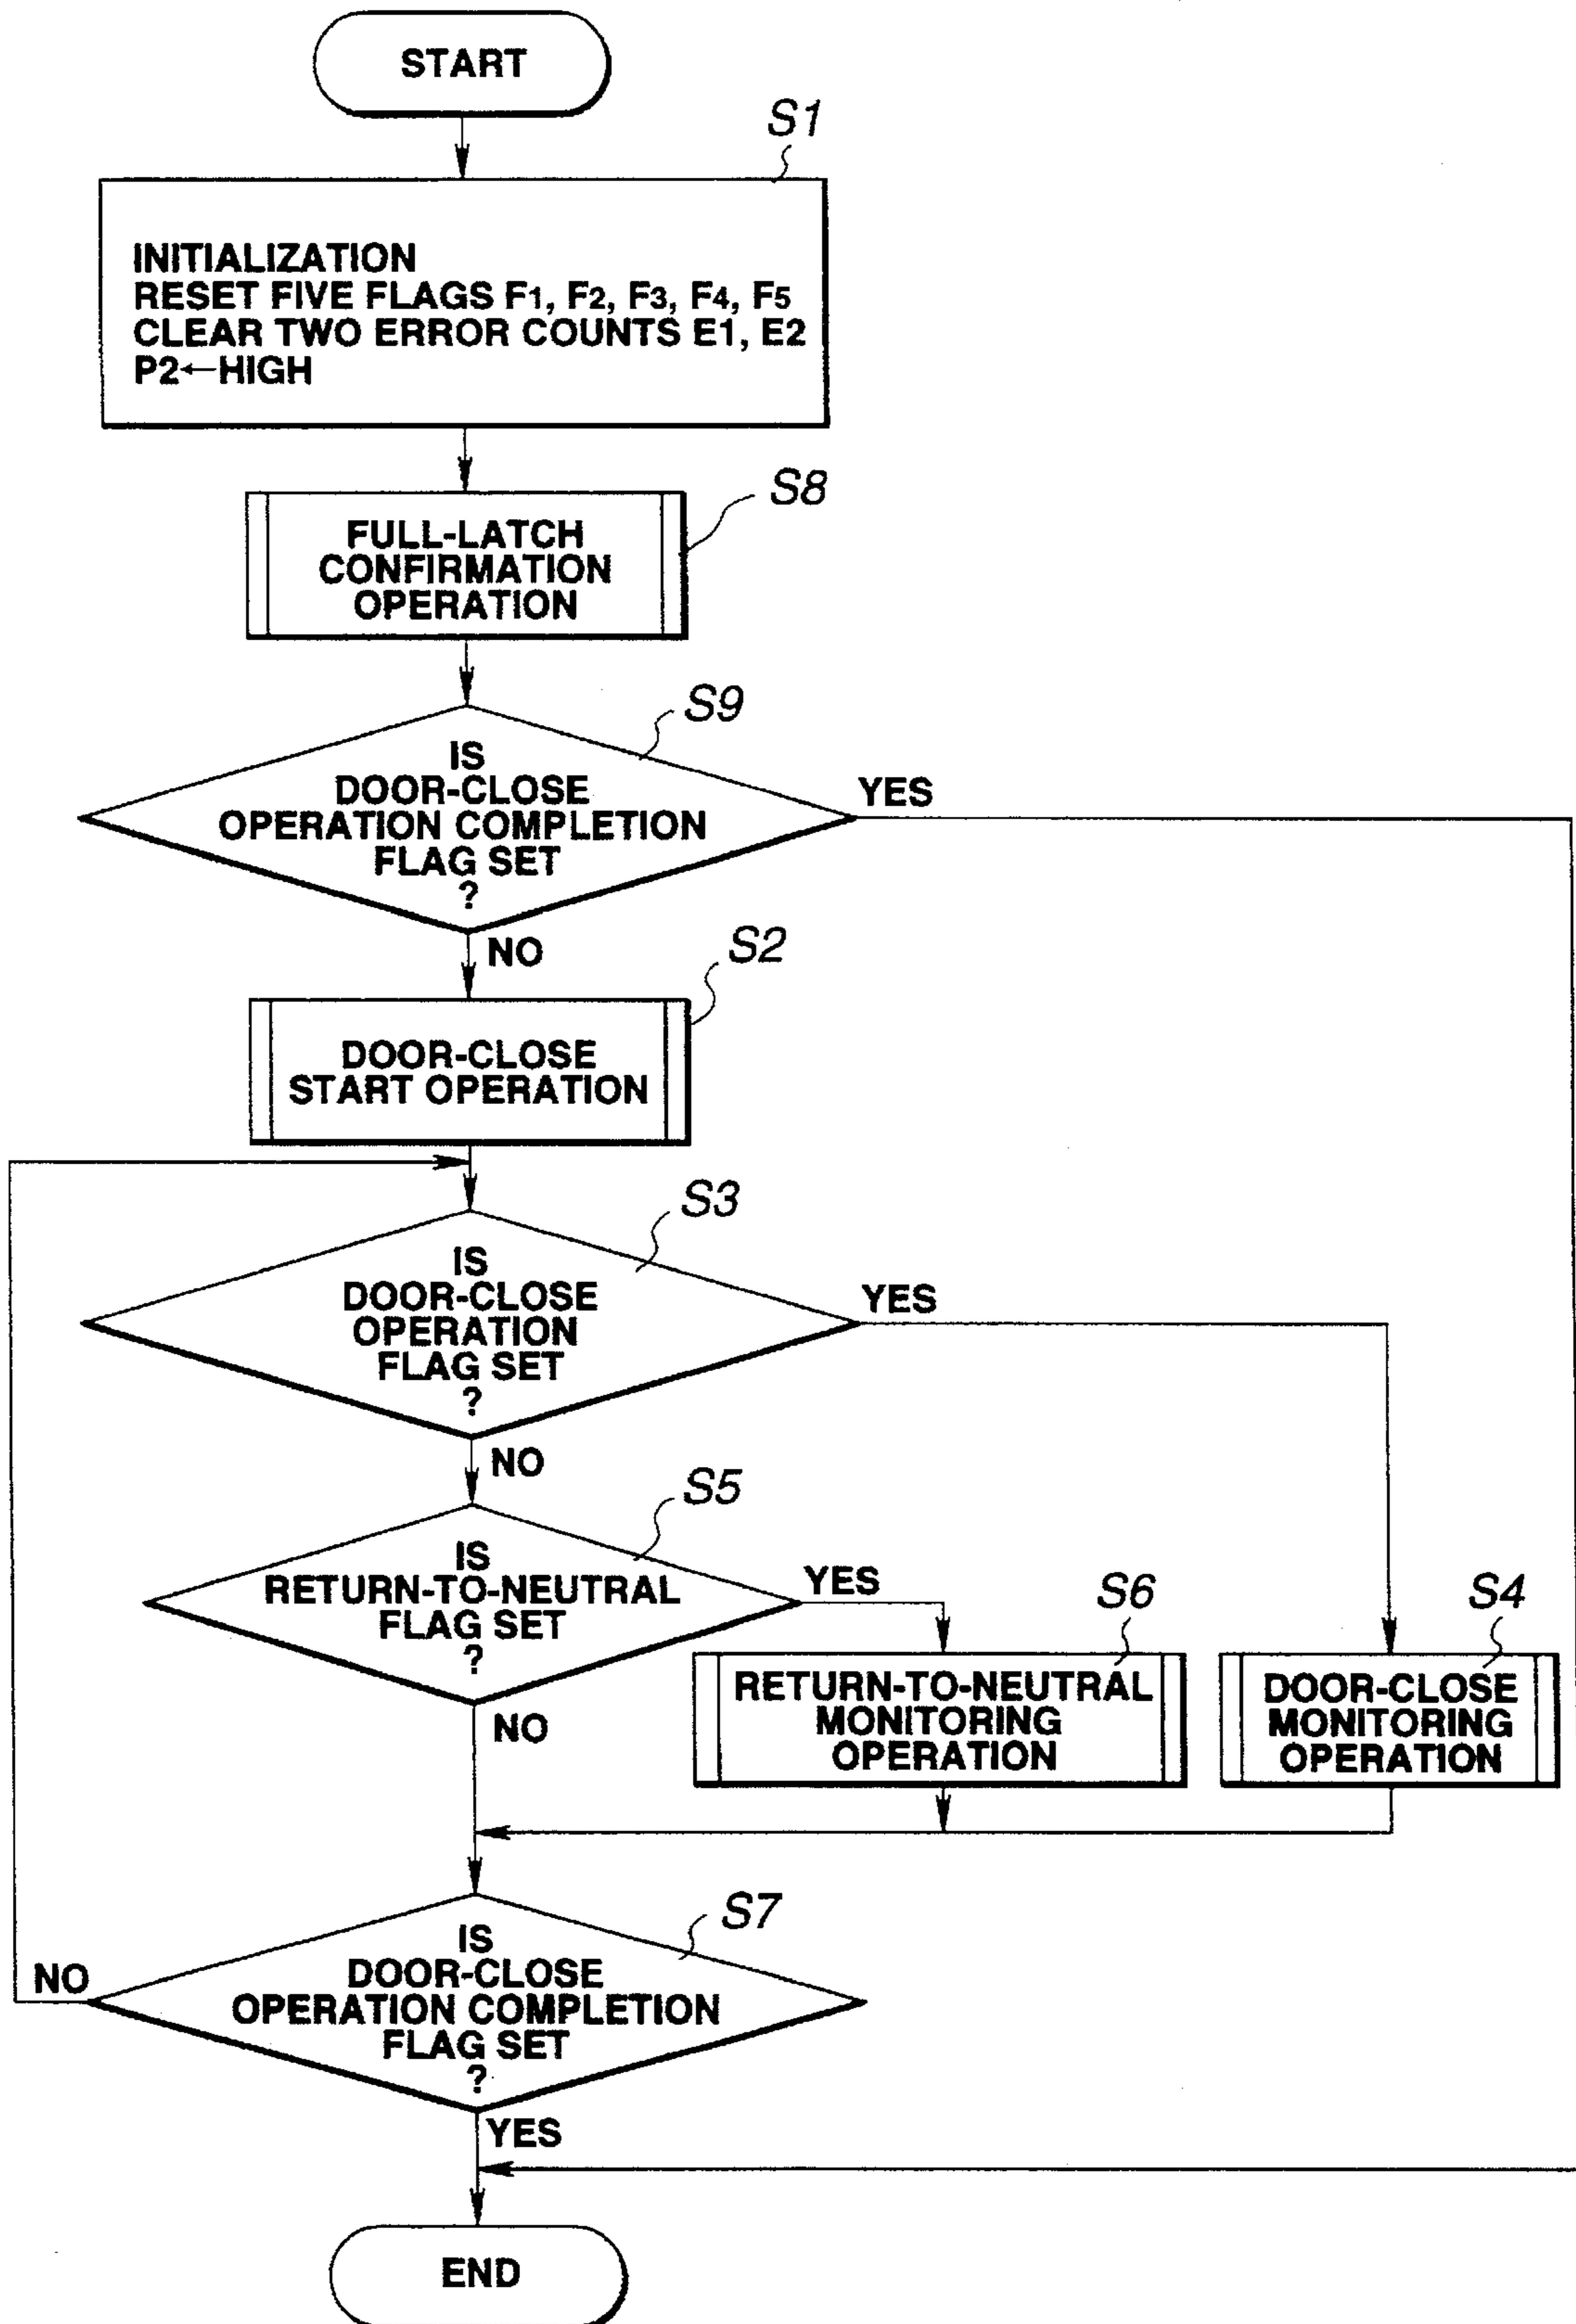 START
S1
INITIALIZATION
RESET FIVE FLAGS F1, F2, F3, F4, F5
CLEAR TWO ERROR COUNTS E1, E2
P2←HIGH
S8
FULL-LATCH
CONFIRMATION
OPERATION
S9
IS
DOOR-CLOSE
OPERATION COMPLETION
FLAG SET
?
YES
NO
S2
DOOR-CLOSE
START OPERATION
S3
IS
DOOR-CLOSE
OPERATION
FLAG SET
?
YES
NO
S5
IS
RETURN-TO-NEUTRAL
FLAG SET
?
YES
NO
S6
RETURN-TO-NEUTRAL
MONITORING
OPERATION
S4
DOOR-CLOSE
MONITORING
OPERATION
S7
IS
DOOR-CLOSE
OPERATION COMPLETION
FLAG SET
?
NO
YES
END